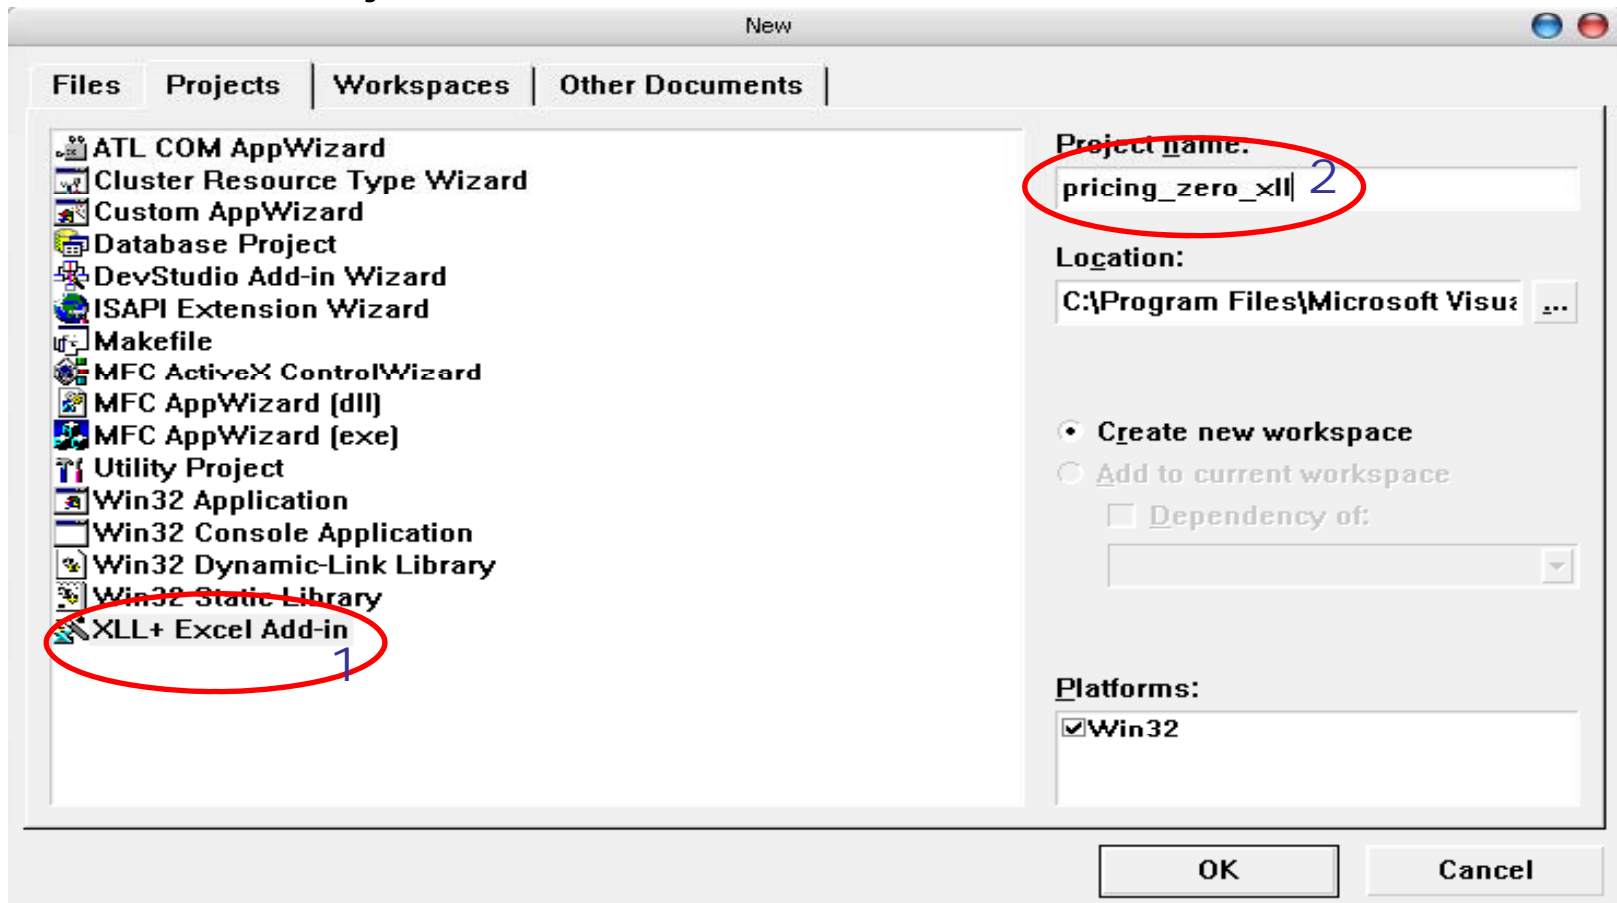 New
Files Projects Workspaces Other Documents
ATL COM AppWizard
Cluster Resource Type Wizard
Custom AppWizard
Database Project
DevStudio Add-in Wizard
ISAPI Extension Wizard
Makefile
MFC ActiveX ControlWizard
MFC AppWizard (dll)
MFC AppWizard (exe)
Utility Project
Win32 Application
Win32 Console Application
Win32 Dynamic-Link Library
Win32 Static Library
XLL+ Excel Add-in
1
Project name:
pricing_zero_xll 2
Location:
C:\Program Files\Microsoft Visua ...
Create new workspace
Add to current workspace
Dependency of:
Platforms:
Win32
OK Cancel